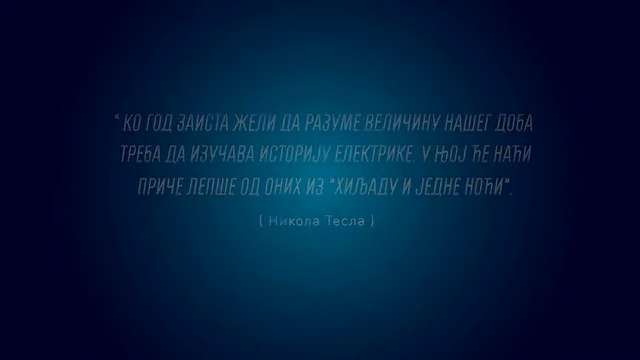 “ КО ГОД ЗАИСТА ЖЕЛИ ДА РАЗУМЕ ВЕЛИЧИНУ НАШЕГ ДОБА
ТРЕБА ДА ИЗУЧАВА ИСТОРИЈУ ЕЛЕКТРИКЕ. У ЊОЈ ЋЕ НАЋИ
ПРИЧЕ ЛЕПШЕ ОД ОНИХ ИЗ "ХИЉАДУ И ЈЕДНЕ НОЋИ".
[ Никола Тесла ]